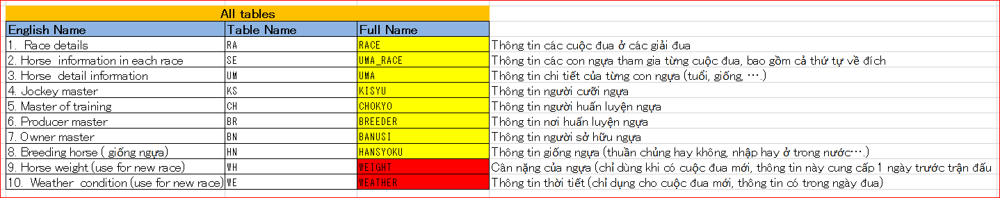 All tables
English Name Table Name Full Name
1. Race details RA RACE Thông tin các cuộc đua ở các giải đua
2. Horse information in each race SE UMA_RACE Thông tin các con ngựa tham gia từng cuộc đua, bao gồm cả thứ tự về đích
3. Horse detail information UM UMA Thông tin chi tiết của từng con ngựa (tuổi, giống, ….)
4. Jockey master KS KISYU Thông tin người cưỡi ngựa
5. Master of training CH CHOKYO Thông tin người huấn luyện ngựa
6. Producer master BR BREEDER Thông tin nơi huấn luyện ngựa
7. Owner master BN BANUSI Thông tin người sở hữu ngựa
8. Breeding horse ( giống ngựa) HN HANSYOKU Thông tin giống ngựa (thuần chủng hay không, nhập hay ở trong nước….)
9. Horse weight (use for new race) WH WEIGHT Cân nặng của ngựa (chỉ dùng khi có cuộc đua mới, thông tin này cung cấp 1 ngày trước trận đấu
10. Weather condition (use for new race) WE WEATHER Thông tin thời tiết (chỉ dụng cho cuộc đua mới, thông tin có trong ngày đua)